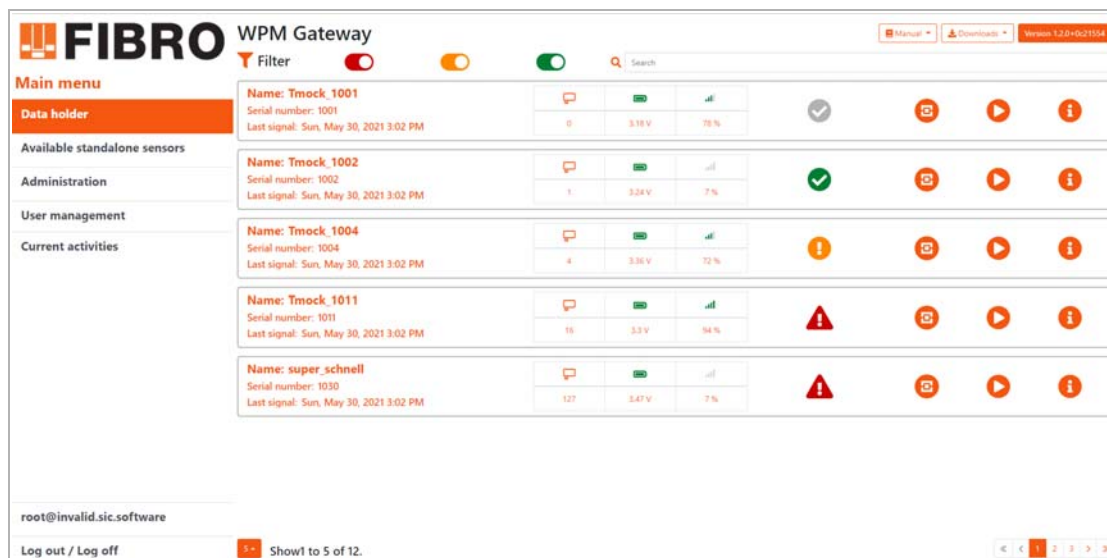 FIBRO
WPM Gateway
Manual
Downloads
Version 1.2.0+0c21554
Filter
Search
Main menu
Data holder
Available standalone sensors
Administration
User management
Current activities
Name: Tmock_1001
Serial number: 1001
Last signal: Sun, May 30, 2021 3:02 PM
0 3.18 V 78 %
Name: Tmock_1002
Serial number: 1002
Last signal: Sun, May 30, 2021 3:02 PM
1 3.24 V 7 %
Name: Tmock_1004
Serial number: 1004
Last signal: Sun, May 30, 2021 3:02 PM
4 3.36 V 72 %
Name: Tmock_1011
Serial number: 1011
Last signal: Sun, May 30, 2021 3:02 PM
16 3.3 V 94 %
Name: super_schnell
Serial number: 1030
Last signal: Sun, May 30, 2021 3:02 PM
127 3.47 V 7 %
root@invalid.sic.software
Log out / Log off
5
Show1 to 5 of 12.
« ‹ 1 2 3 ›